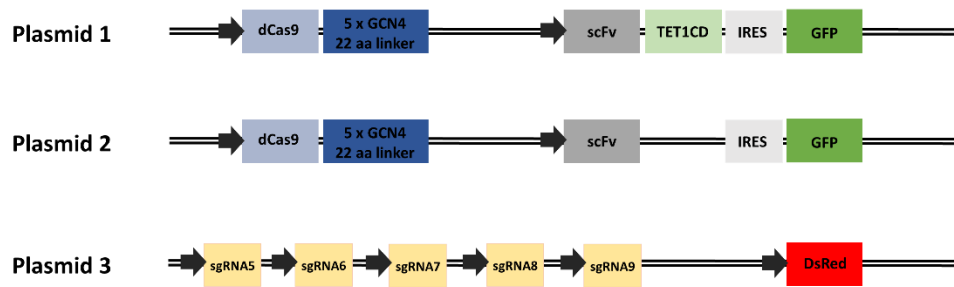 Plasmid 1
dCas9
5 x GCN4
22 aa linker
scFv
TET1CD
IRES
GFP
Plasmid 2
dCas9
5 x GCN4
22 aa linker
scFv
IRES
GFP
Plasmid 3
sgRNA5
sgRNA6
sgRNA7
sgRNA8
sgRNA9
DsRed